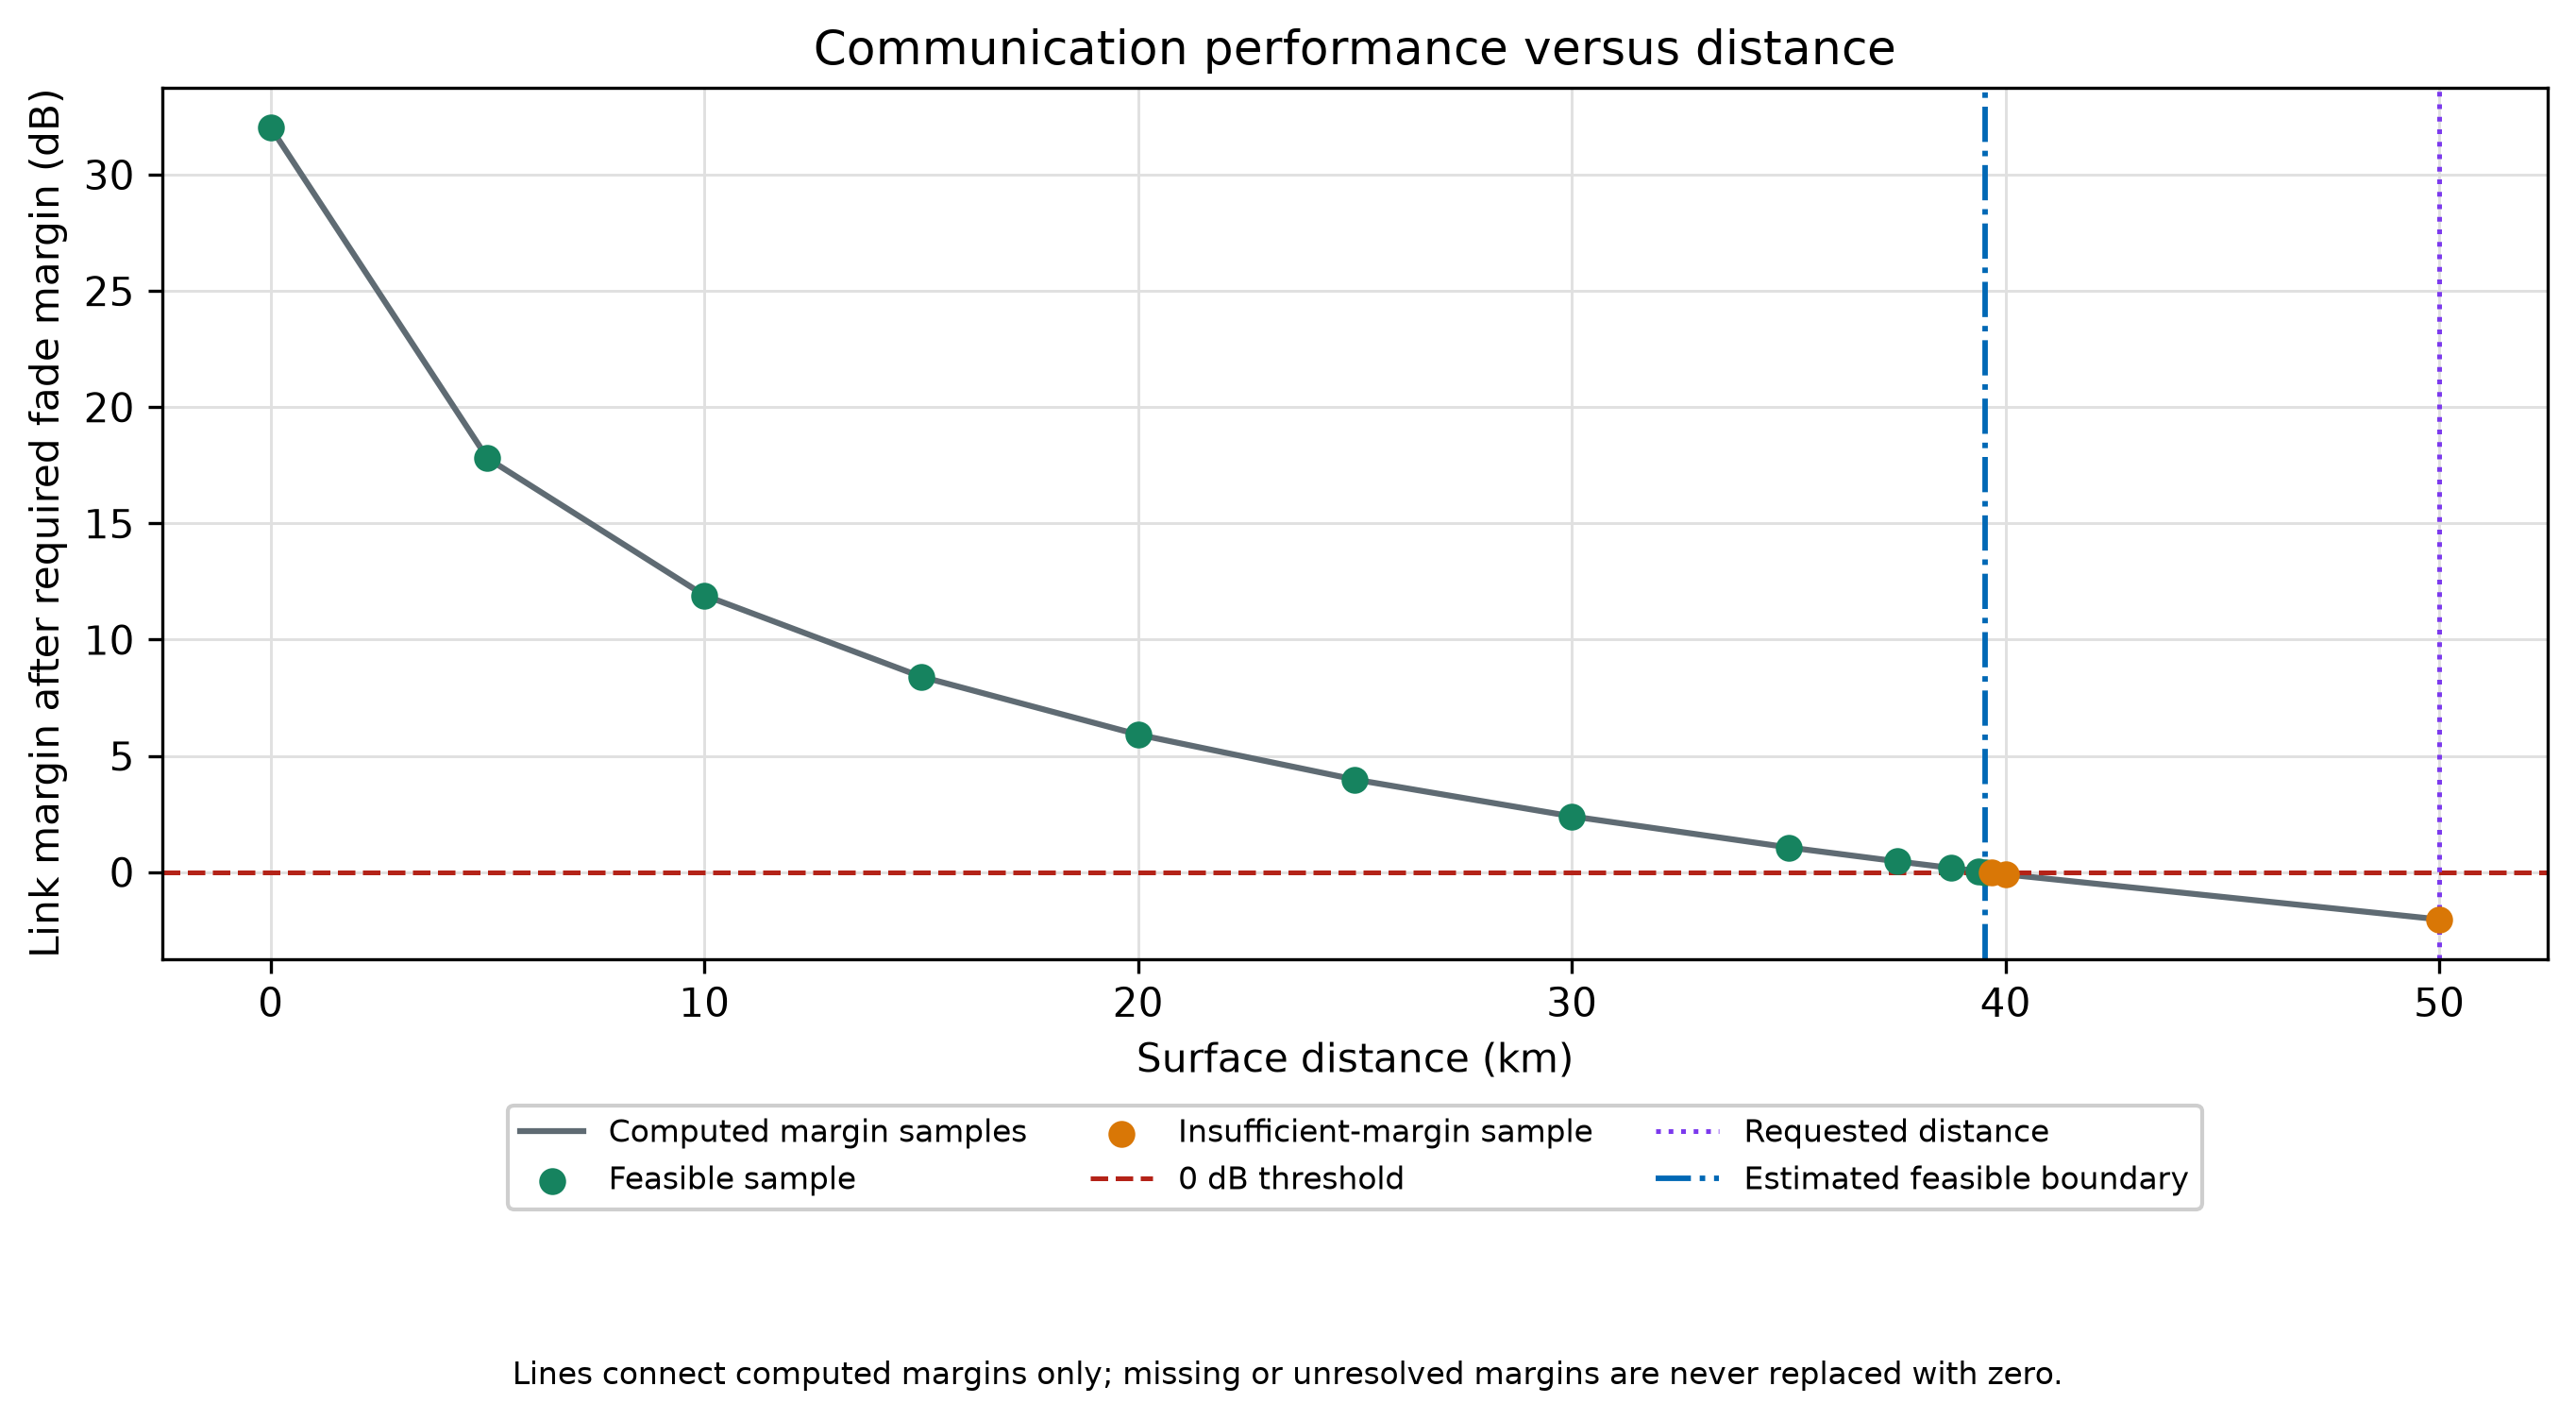 Communication performance versus distance
Link margin after required fade margin (dB)
30
25
20
15
10
5
0
0 10 20 30 40 50
Surface distance (km)
Computed margin samples
Feasible sample
Insufficient-margin sample
0 dB threshold
Requested distance
Estimated feasible boundary
Lines connect computed margins only; missing or unresolved margins are never replaced with zero.